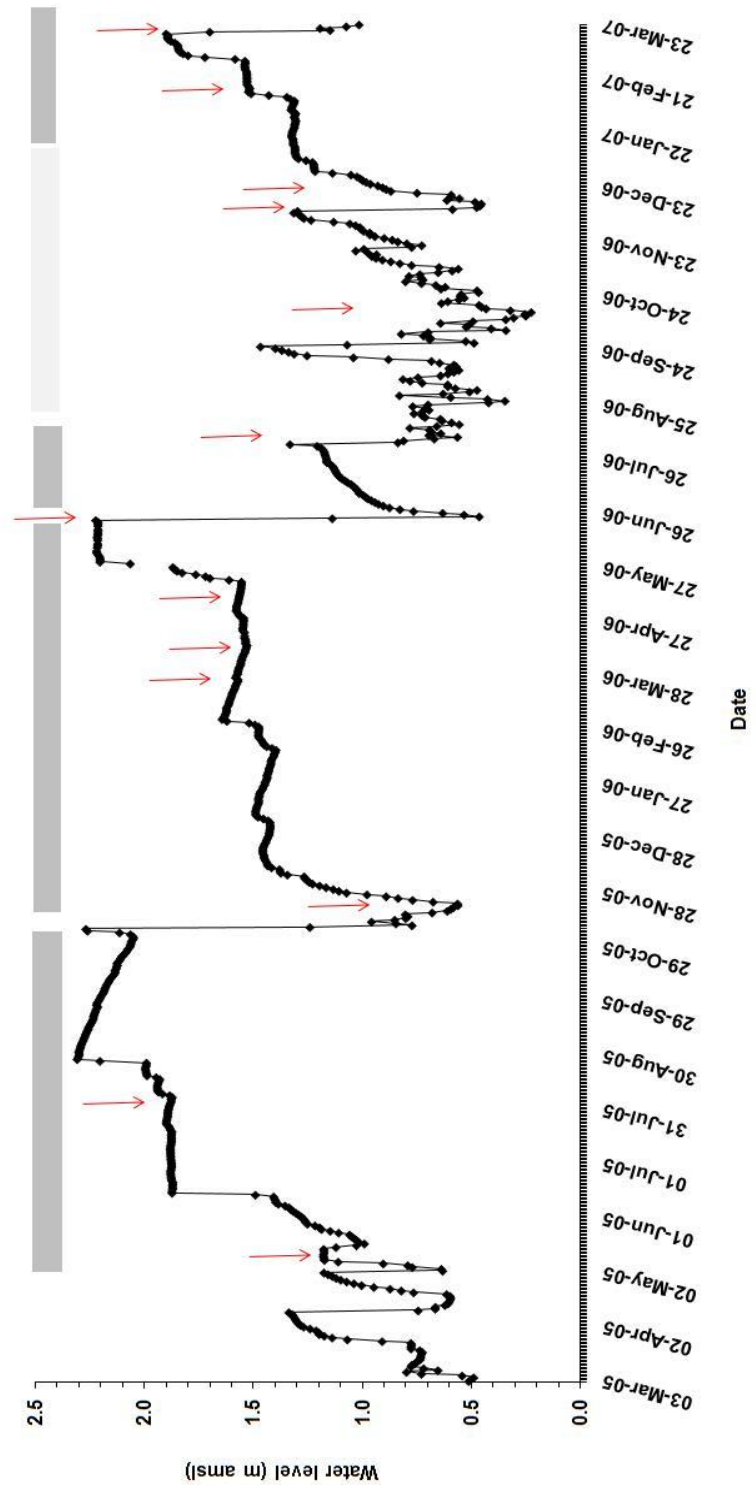 Water level (m amsl)
2.5
2.0
1.5
1.0
0.5
0.0
03-Mar-05
02-Apr-05
02-May-05
01-Jun-05
01-Jul-05
31-Jul-05
30-Aug-05
29-Sep-05
29-Oct-05
28-Nov-05
28-Dec-05
27-Jan-06
26-Feb-06
28-Mar-06
27-Apr-06
27-May-06
26-Jun-06
26-Jul-06
25-Aug-06
24-Sep-06
24-Oct-06
23-Nov-06
23-Dec-06
22-Jan-07
21-Feb-07
23-Mar-07
Date